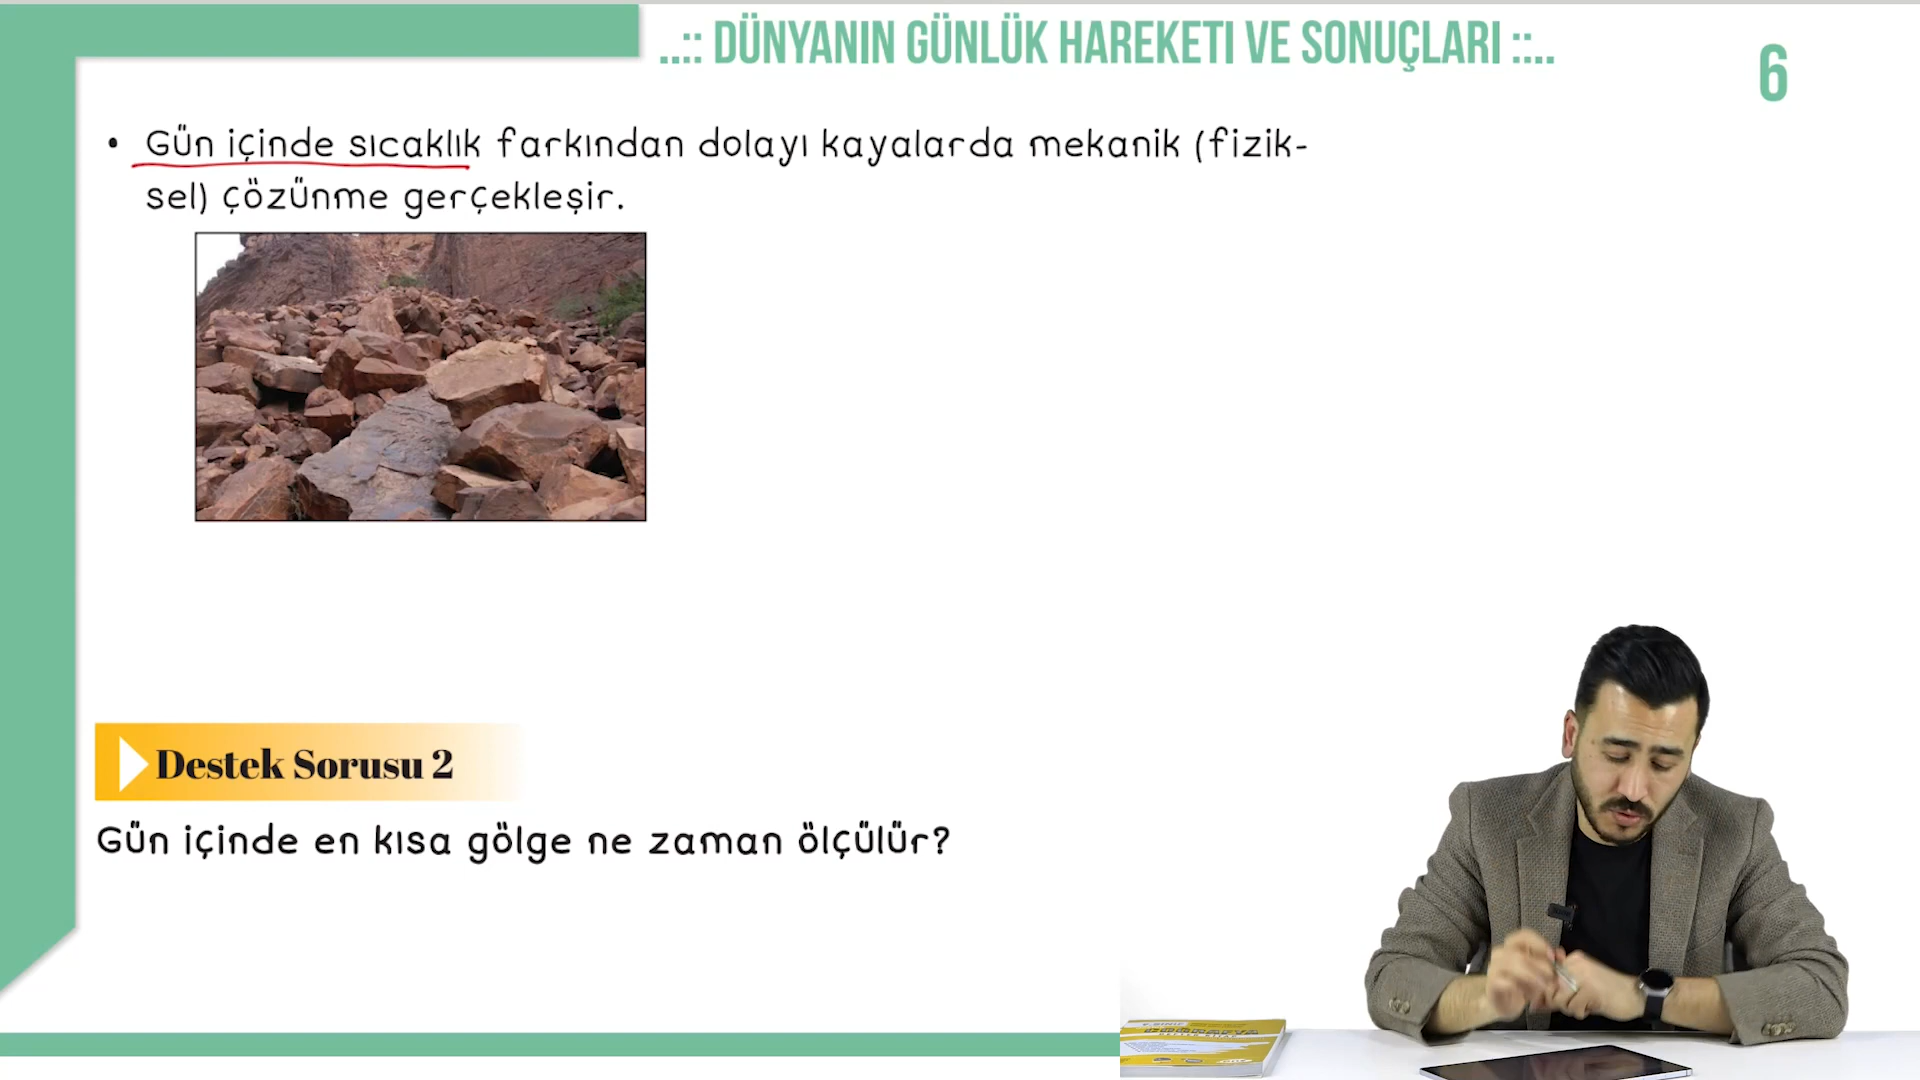 ..:: DÜNYANIN GÜNLÜK HAREKETİ VE SONUÇLARI ::..
6
• Gün içinde sıcaklık farkından dolayı kayalarda mekanik (fizik-
sel) çözünme gerçekleşir.
Destek Sorusu 2
Gün içinde en kısa gölge ne zaman ölçülür?